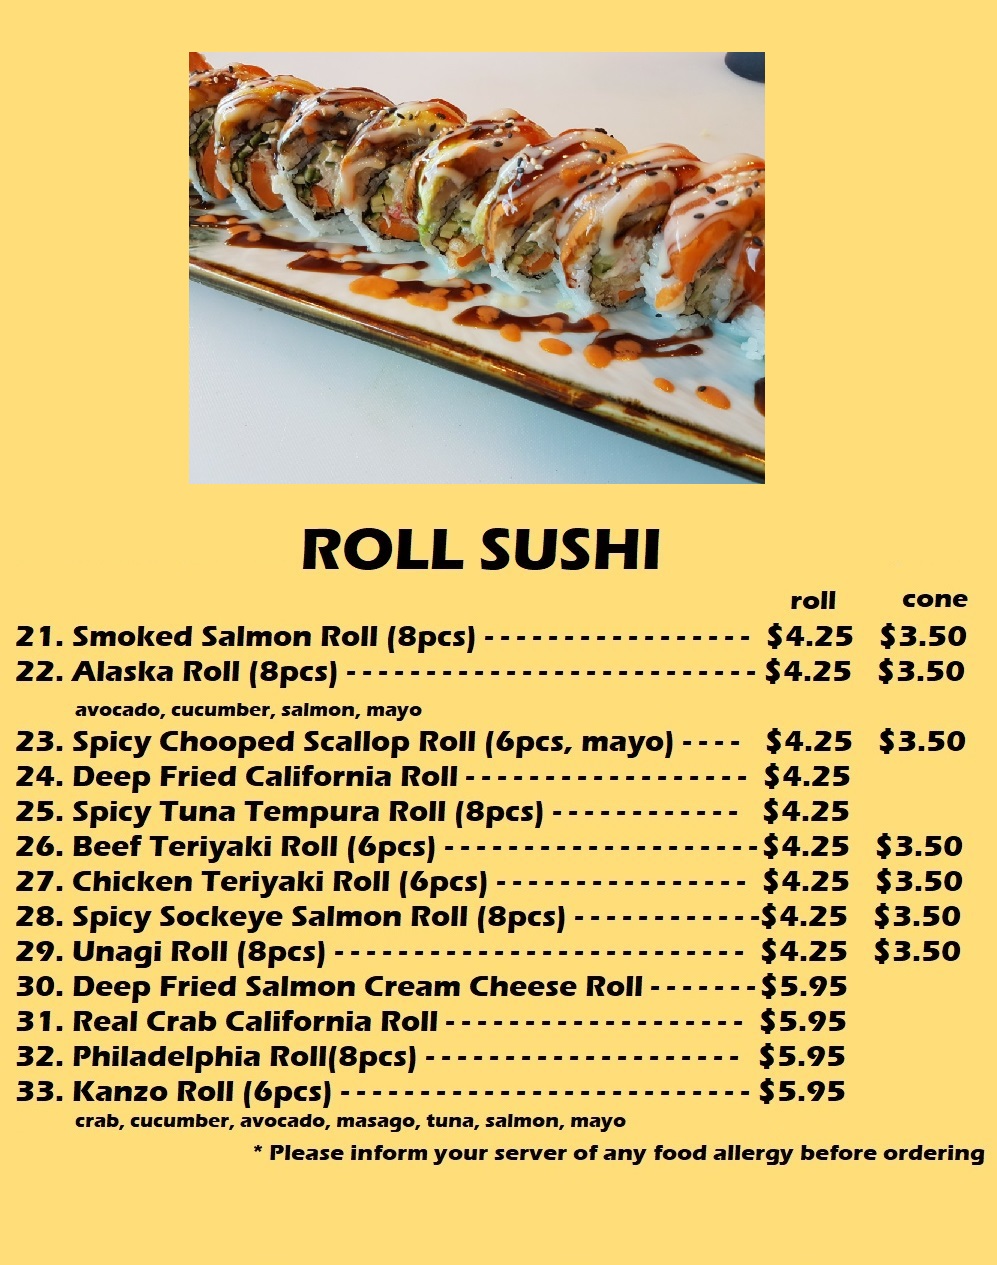 ROLL SUSHI
roll cone
21. Smoked Salmon Roll (8pcs) - - - - - - - - - - - - - - - - - $4.25 $3.50
22. Alaska Roll (8pcs) - - - - - - - - - - - - - - - - - - - - - - - - - - $4.25 $3.50
avocado, cucumber, salmon, mayo
23. Spicy Chooped Scallop Roll (6pcs, mayo) - - - - $4.25 $3.50
24. Deep Fried California Roll - - - - - - - - - - - - - - - - - - $4.25
25. Spicy Tuna Tempura Roll (8pcs) - - - - - - - - - - - - $4.25
26. Beef Teriyaki Roll (6pcs) - - - - - - - - - - - - - - - - - - - - $4.25 $3.50
27. Chicken Teriyaki Roll (6pcs) - - - - - - - - - - - - - - - - $4.25 $3.50
28. Spicy Sockeye Salmon Roll (8pcs) - - - - - - - - - - - - $4.25 $3.50
29. Unagi Roll (8pcs) - - - - - - - - - - - - - - - - - - - - - - - - - - $4.25 $3.50
30. Deep Fried Salmon Cream Cheese Roll - - - - - - - $5.95
31. Real Crab California Roll - - - - - - - - - - - - - - - - - - - $5.95
32. Philadelphia Roll(8pcs) - - - - - - - - - - - - - - - - - - - - $5.95
33. Kanzo Roll (6pcs) - - - - - - - - - - - - - - - - - - - - - - - - - - $5.95
crab, cucumber, avocado, masago, tuna, salmon, mayo
* Please inform your server of any food allergy before ordering